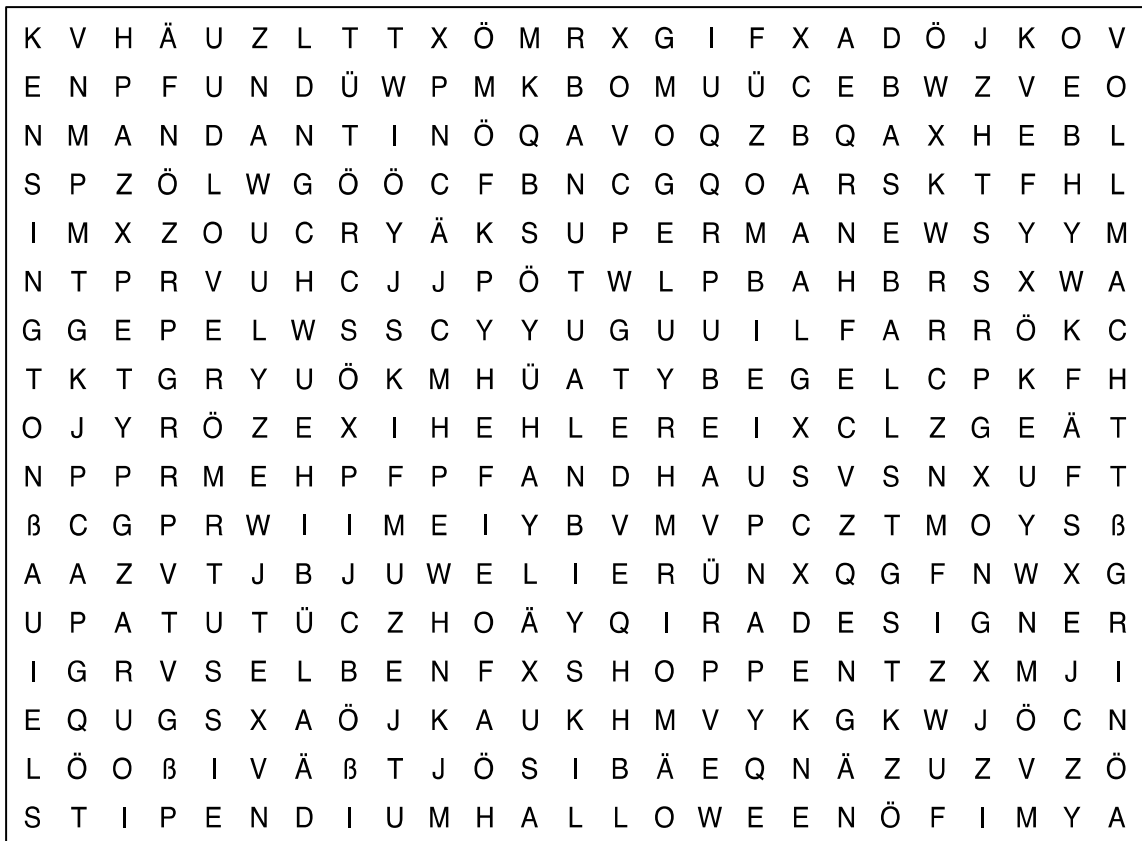 K V H Ä U Z L T T X Ö M R X G I F X A D Ö J K O V
E N P F U N D Ü W P M K B O M U Ü C E B W Z V E O
N M A N D A N T I N Ö Q A V O Q Z B Q A X H E B L
S P Z Ö L W G Ö Ö C F B N C G Q O A R S K T F H L
I M X Z O U C R Y Ä K S U P E R M A N E W S Y Y M
N T P R V U H C J J P Ö T W L P B A H B R S X W A
G G E P E L W S S C Y Y U G U U I L F A R R Ö K C
T K T G R Y U Ö K M H Ü A T Y B E G E L C P K F H
O J Y R Ö Z E X I H E H L E R E I X C L Z G E Ä T
N P P R M E H P F P F A N D H A U S V S N X U F T
ß C G P R W I I M E I Y B V M V P C Z T M O Y S ß
A A Z V T J B J U W E L I E R Ü N X Q G F N W X G
U P A T U T Ü C Z H O Ä Y Q I R A D E S I G N E R
I G R V S E L B E N F X S H O P P E N T Z X M J I
E Q U G S X A Ö J K A U K H M V Y K G K W J Ö C N
L Ö O ß I V Ä ß T J Ö S I B Ä E Q N Ä Z U Z V Z Ö
S T I P E N D I U M H A L L O W E E N Ö F I M Y A